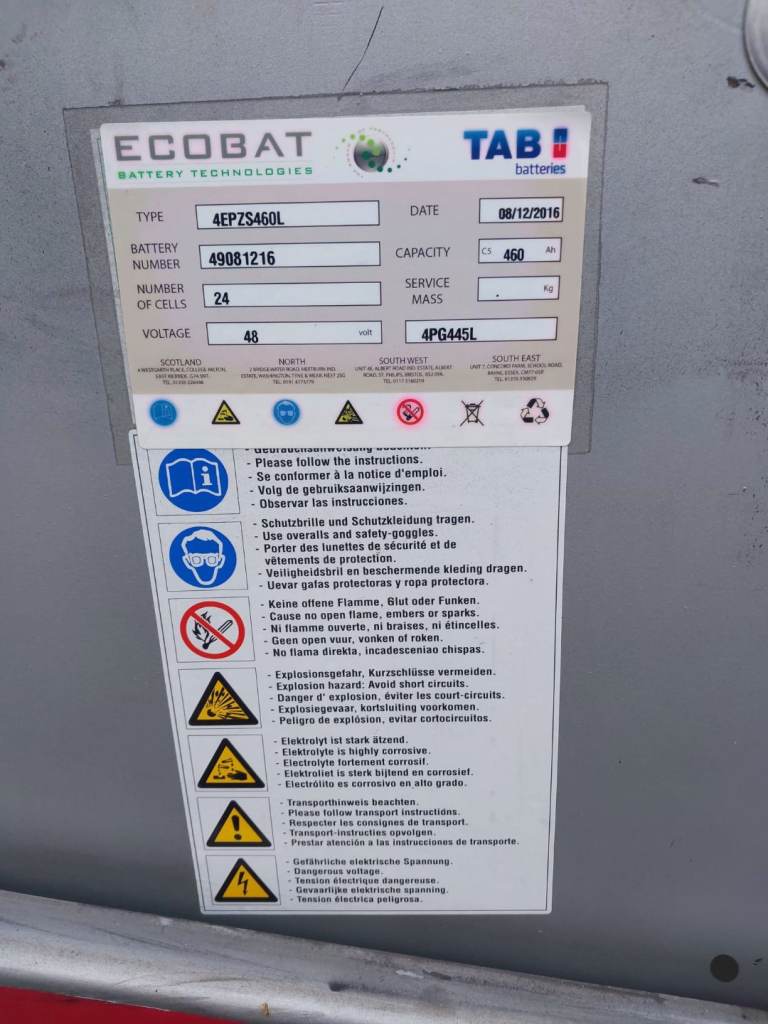 ECOBAT
BATTERY TECHNOLOGIES
TAB
batteries
TYPE 4EPZS460L DATE 08/12/2016
BATTERY NUMBER 49081216 CAPACITY C5 460 Ah
NUMBER OF CELLS 24 SERVICE MASS . Kg
VOLTAGE 48 volt 4PG445L
SCOTLAND NORTH SOUTH WEST SOUTH EAST
- Gebrauchsanweisung
- Please follow the instructions.
- Se conformer à la notice d'emploi.
- Volg de gebruiksaanwijzingen.
- Observar las instrucciones.
- Schutzbrille und Schutzkleidung tragen.
- Use overalls and safety-goggles.
- Porter des lunettes de sécurité et de
vêtements de protection.
- Veiligheidsbril en beschermende kleding dragen.
- Uevar gafas protectoras y ropa protectora.
- Keine offene Flamme, Glut oder Funken.
- Cause no open flame, embers or sparks.
- Ni flamme ouverte, ni braises, ni étincelles.
- Geen open vuur, vonken of roken.
- No flama direkta, incadesceniao chispas.
- Explosionsgefahr, Kurzschlüsse vermeiden.
- Explosion hazard: Avoid short circuits.
- Danger d' explosion, éviter les court-circuits.
- Explosiegevaar, kortsluiting voorkomen.
- Peligro de explósion, evitar cortocircuitos.
- Elektrolyt ist stark ätzend.
- Elektrolyte is highly corrosive.
- Electrolyte fortement corrosif.
- Elektroliet is sterk bijtend en corrosief.
- Electrólito es corrosivo en alto grado.
- Transporthinweis beachten.
- Please follow transport instructions.
- Respecter les consignes de transport.
- Transport-instructies opvolgen.
- Prestar atención a las instrucciones de transporte.
- Gefährliche elektrische Spannung.
- Dangerous voltage.
- Tension électrique dangereuse.
- Gevaarlijke elektrische spanning.
- Tensión eléctrica peligrosa.